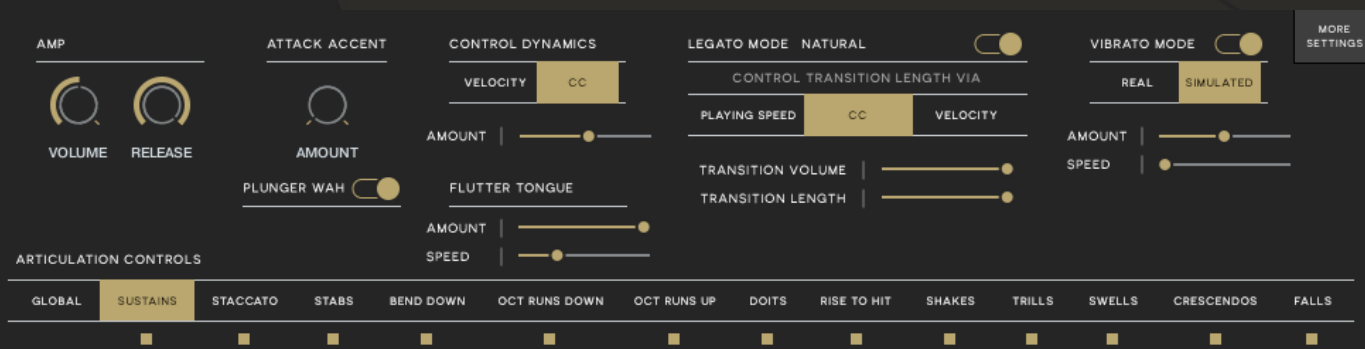 AMP
ATTACK ACCENT
CONTROL DYNAMICS
LEGATO MODE NATURAL
VIBRATO MODE
MORE
SETTINGS
VELOCITY CC
CONTROL TRANSITION LENGTH VIA
REAL SIMULATED
PLAYING SPEED CC VELOCITY
AMOUNT
AMOUNT
VOLUME RELEASE
AMOUNT
SPEED
TRANSITION VOLUME
PLUNGER WAH
FLUTTER TONGUE
TRANSITION LENGTH
AMOUNT
SPEED
ARTICULATION CONTROLS
GLOBAL SUSTAINS STACCATO STABS BEND DOWN OCT RUNS DOWN OCT RUNS UP DOITS RISE TO HIT SHAKES TRILLS SWELLS CRESCENDOS FALLS